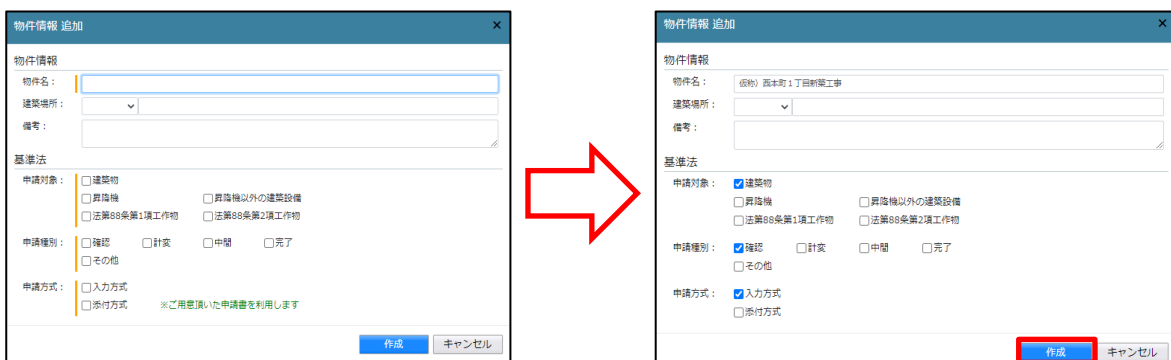 物件情報 追加 ×
物件情報
物件名：
建築場所：
備考：
基準法
申請対象： 建築物
昇降機 昇降機以外の建築設備
法第88条第1項工作物 法第88条第2項工作物
申請種別： 確認 計変 中間 完了
その他
申請方式： 入力方式
添付方式 ※ご用意頂いた申請書を利用します
作成 キャンセル
物件情報 追加 ×
物件情報
物件名： 仮称）西本町１丁目新築工事
建築場所：
備考：
基準法
申請対象： 建築物
昇降機 昇降機以外の建築設備
法第88条第1項工作物 法第88条第2項工作物
申請種別： 確認 計変 中間 完了
その他
申請方式： 入力方式
添付方式
作成 キャンセル